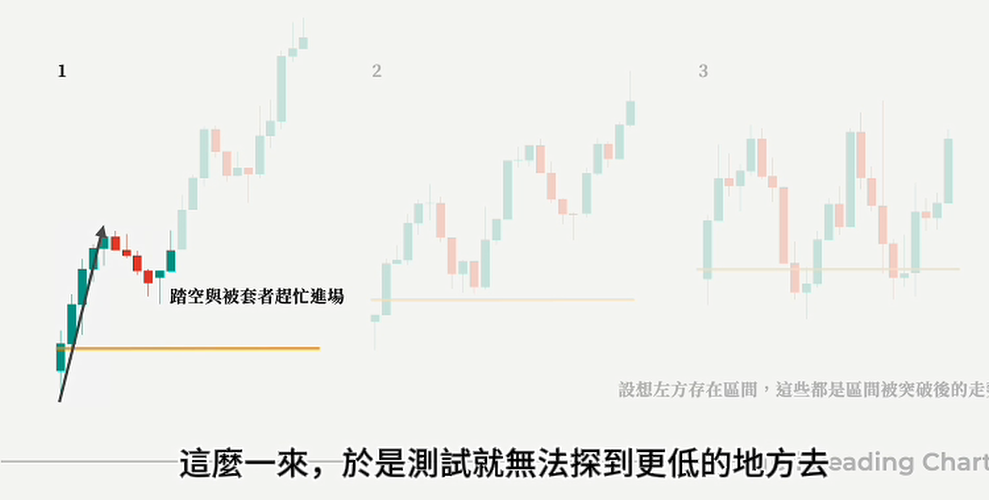 1
2
3
踏空與被套者趕忙進場
設想左方存在區間，這些都是區間被突破後的走
這麼一來，於是測試就無法探到更低的地方去
eading Chart